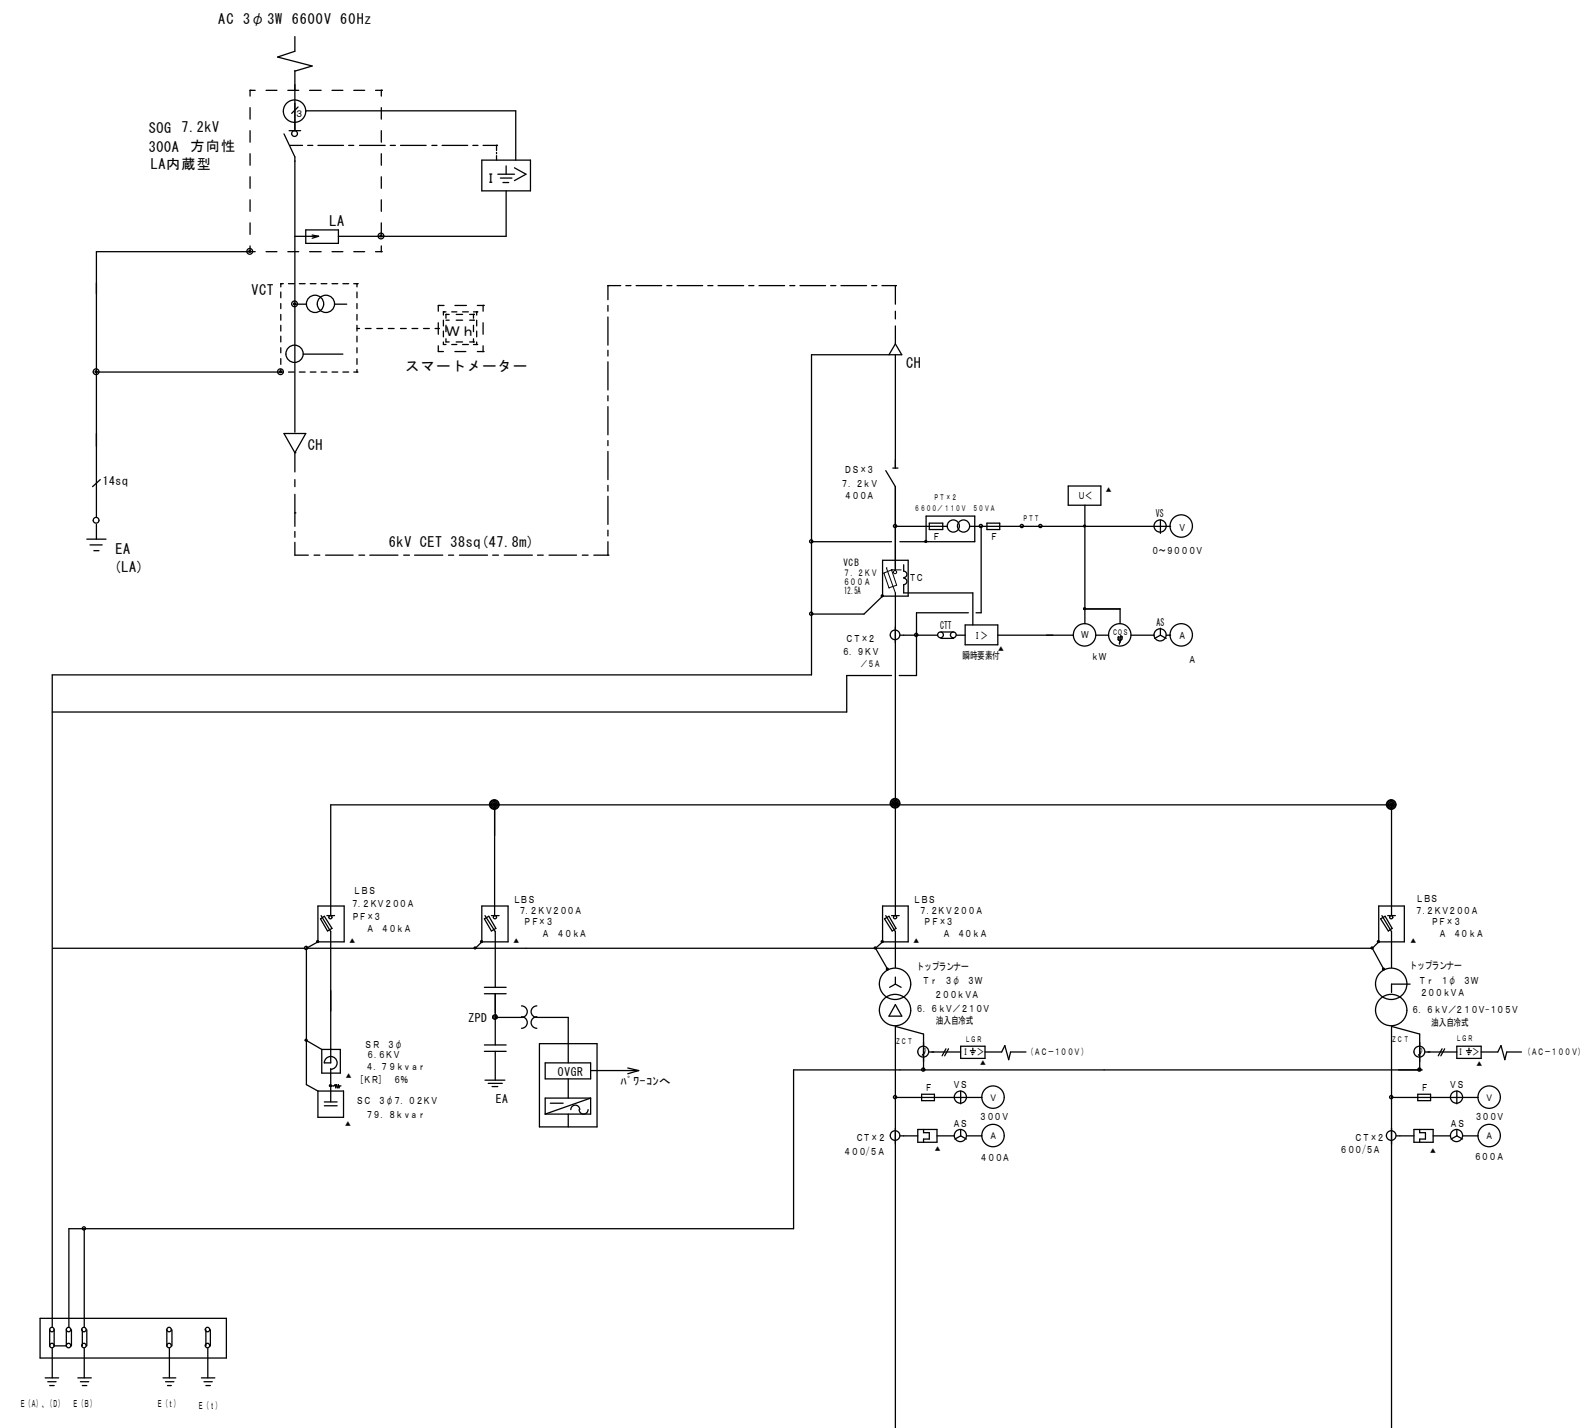 AC 3φ3W 6600V 60Hz
3
SOG 7.2kV
300A 方向性
LA内蔵型
I
LA
VCT
Wh
スマートメーター
CH
14sq
EA
(LA)
6kV CET 38sq(47.8m)
CH
DS×3
7.2kV
400A
PT×2
6600/110V 50VA
F
F
PTT
U<
VS
V
0~9000V
VCB
7.2KV
600A
12.5A
TC
CT×2
6.9KV
/5A
CTT
I>
瞬時要素付
W
kW
COS
φ
AS
A
A
LBS
7.2KV200A
PF×3
A 40kA
LBS
7.2KV200A
PF×3
A 40kA
LBS
7.2KV200A
PF×3
A 40kA
LBS
7.2KV200A
PF×3
A 40kA
トップランナー
Tr 3φ 3W
200kVA
6.6kV/210V
油入自冷式
トップランナー
Tr 1φ 3W
200kVA
6.6kV/210V-105V
油入自冷式
ZPD
EA
OVGR
パワーコンへ
SR 3φ
6.6KV
4.79kvar
[KR] 6%
SC 3φ7.02KV
79.8kvar
ZCT
LGR
I>
(AC-100V)
F
VS
V
300V
CT×2
400/5A
AS
A
400A
ZCT
LGR
I>
(AC-100V)
F
VS
V
300V
CT×2
600/5A
AS
A
600A
E(A)、(D)
E(B)
E(t)
E(t)